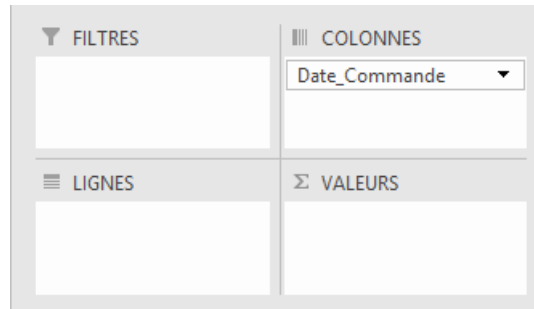 FILTRES
COLONNES
Date_Commande
LIGNES
Σ VALEURS